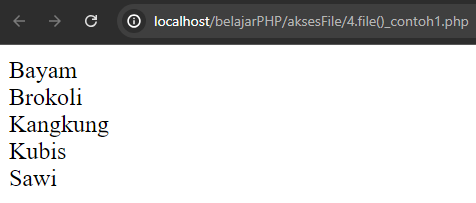 localhost/belajarPHP/aksesFile/4.file()_contoh1.php
Bayam
Brokoli
Kangkung
Kubis
Sawi